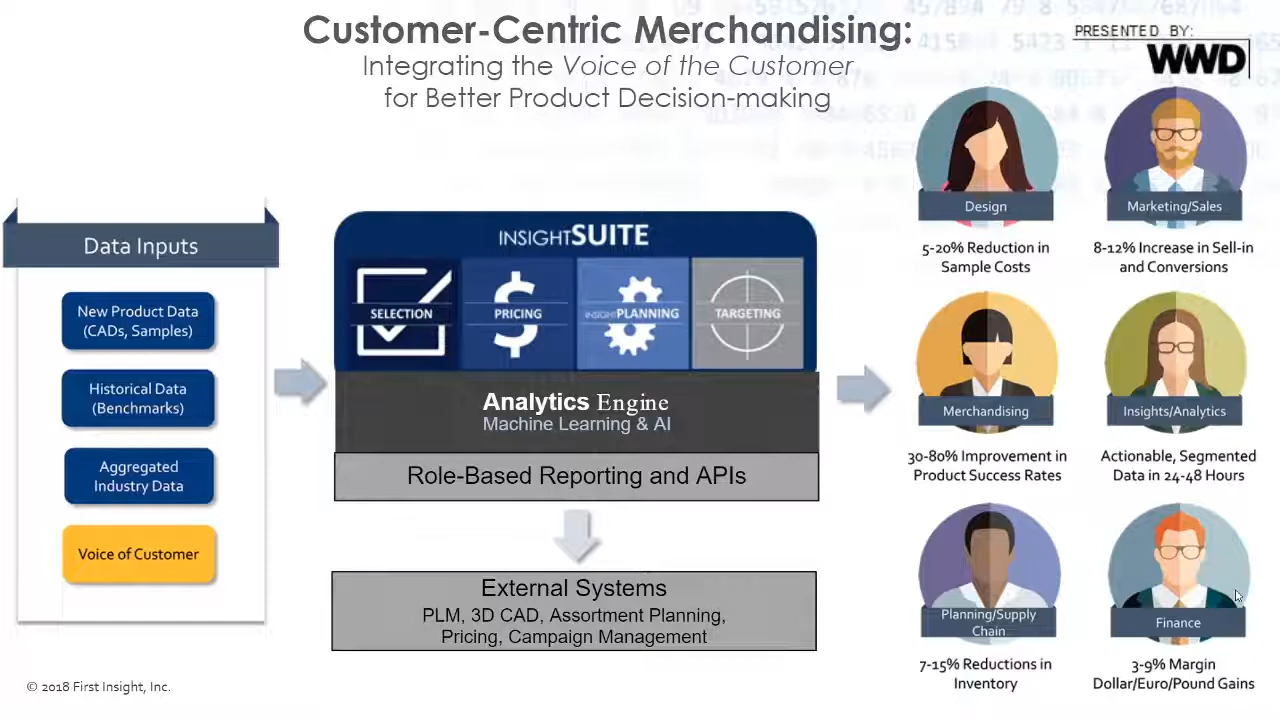 Customer-Centric Merchandising:
Integrating the Voice of the Customer
for Better Product Decision-making
PRESENTED BY:
WWD
Data Inputs
New Product Data
(CADs, Samples)
Historical Data
(Benchmarks)
Aggregated
Industry Data
Voice of Customer
INSIGHTSUITE
SELECTION
PRICING
INSIGHTPLANNING
TARGETING
Analytics Engine
Machine Learning & AI
Role-Based Reporting and APIs
External Systems
PLM, 3D CAD, Assortment Planning,
Pricing, Campaign Management
Design
5-20% Reduction in
Sample Costs
Marketing/Sales
8-12% Increase in Sell-in
and Conversions
Merchandising
30-80% Improvement in
Product Success Rates
Insights/Analytics
Actionable, Segmented
Data in 24-48 Hours
Planning/Supply
Chain
7-15% Reductions in
Inventory
Finance
3-9% Margin
Dollar/Euro/Pound Gains
© 2018 First Insight, Inc.